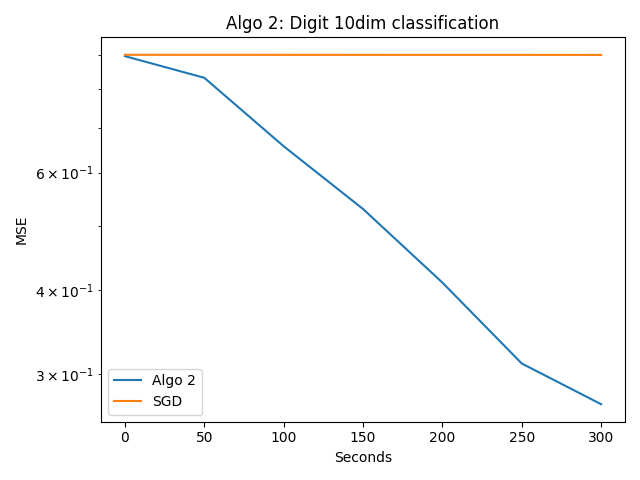 Algo 2: Digit 10dim classification
MSE
6 × 10⁻¹
4 × 10⁻¹
3 × 10⁻¹
Algo 2
SGD
0 50 100 150 200 250 300
Seconds